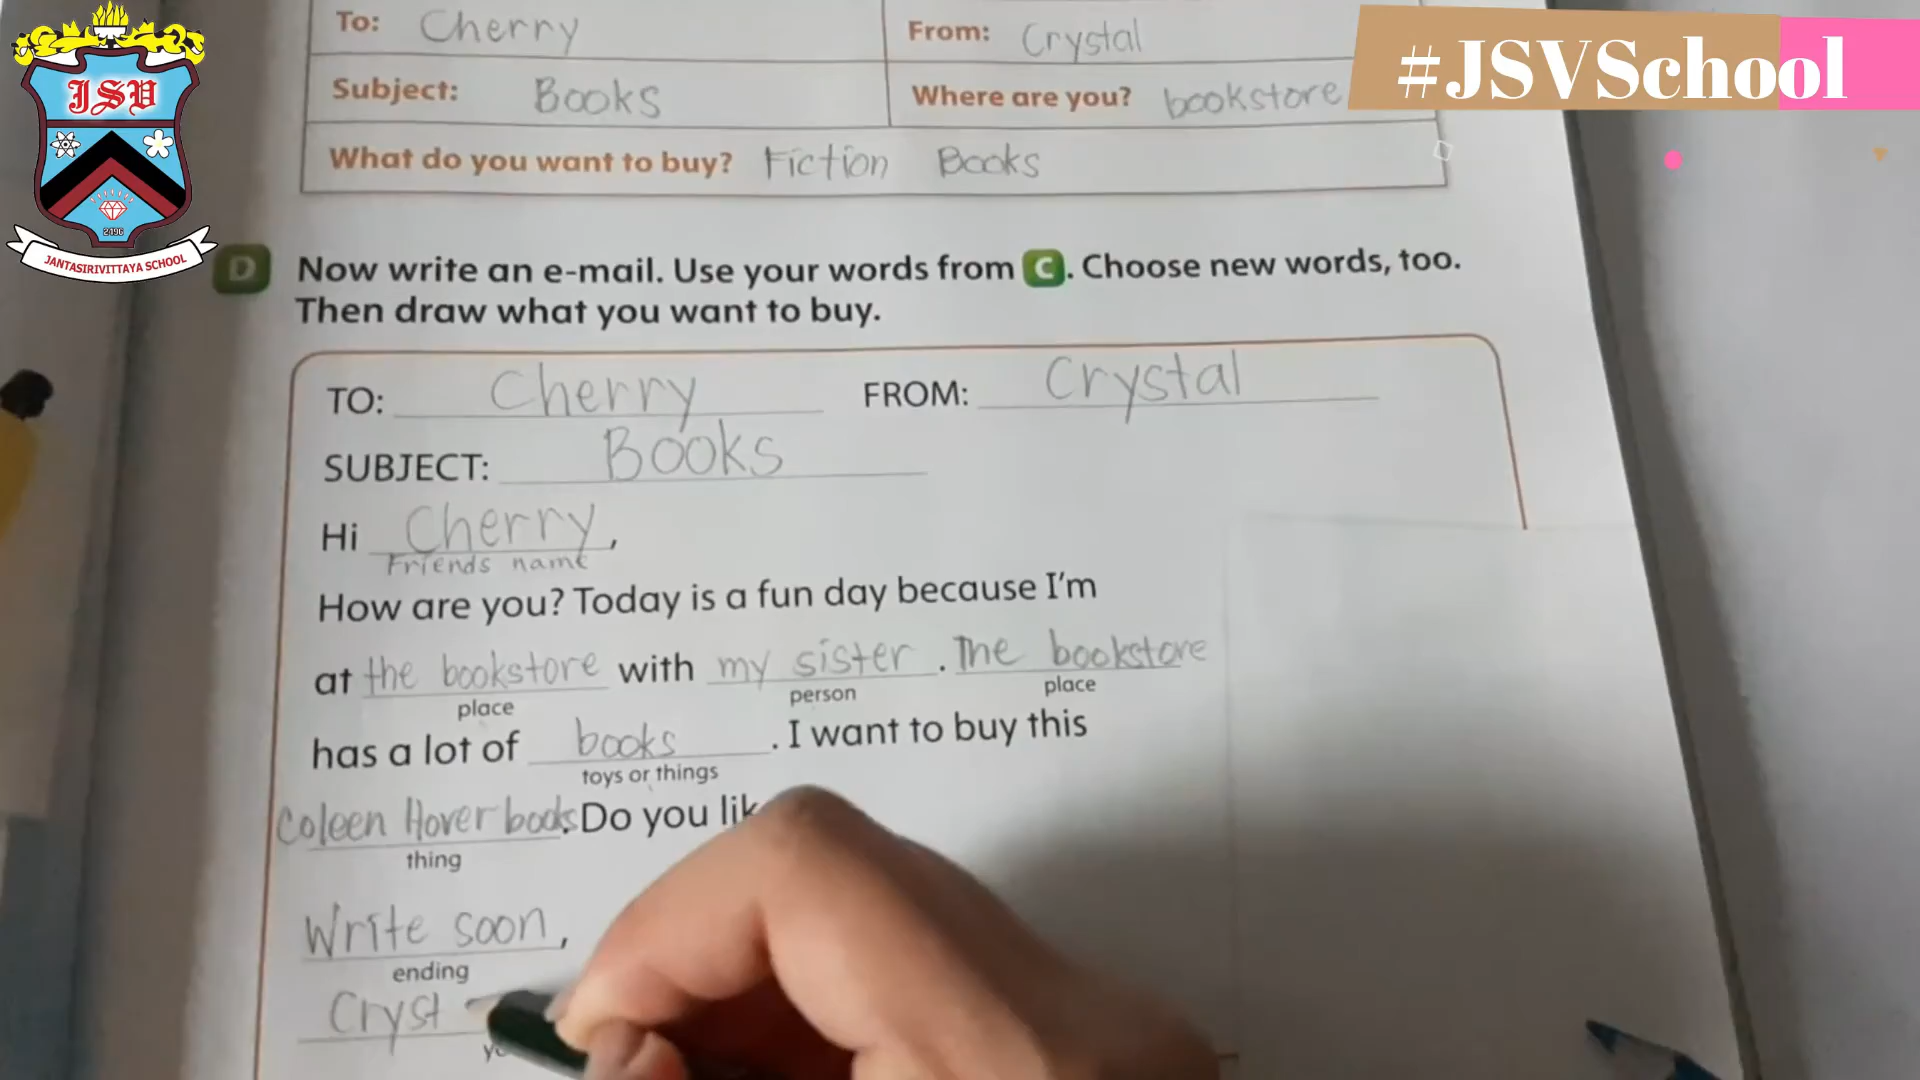 JSV
2496
JANTASIRIVITTAYA SCHOOL
#JSVSchool
To: Cherry From: Crystal
Subject: Books Where are you? bookstore
What do you want to buy? Fiction Books
D Now write an e-mail. Use your words from C. Choose new words, too.
Then draw what you want to buy.
TO: Cherry FROM: Crystal
SUBJECT: Books
Hi Cherry,
Friends name
How are you? Today is a fun day because I'm
at the bookstore with my sister. The bookstore
place person place
has a lot of books. I want to buy this
toys or things
Coleen Hover books. Do you lik
thing
Write soon,
ending
Cryst